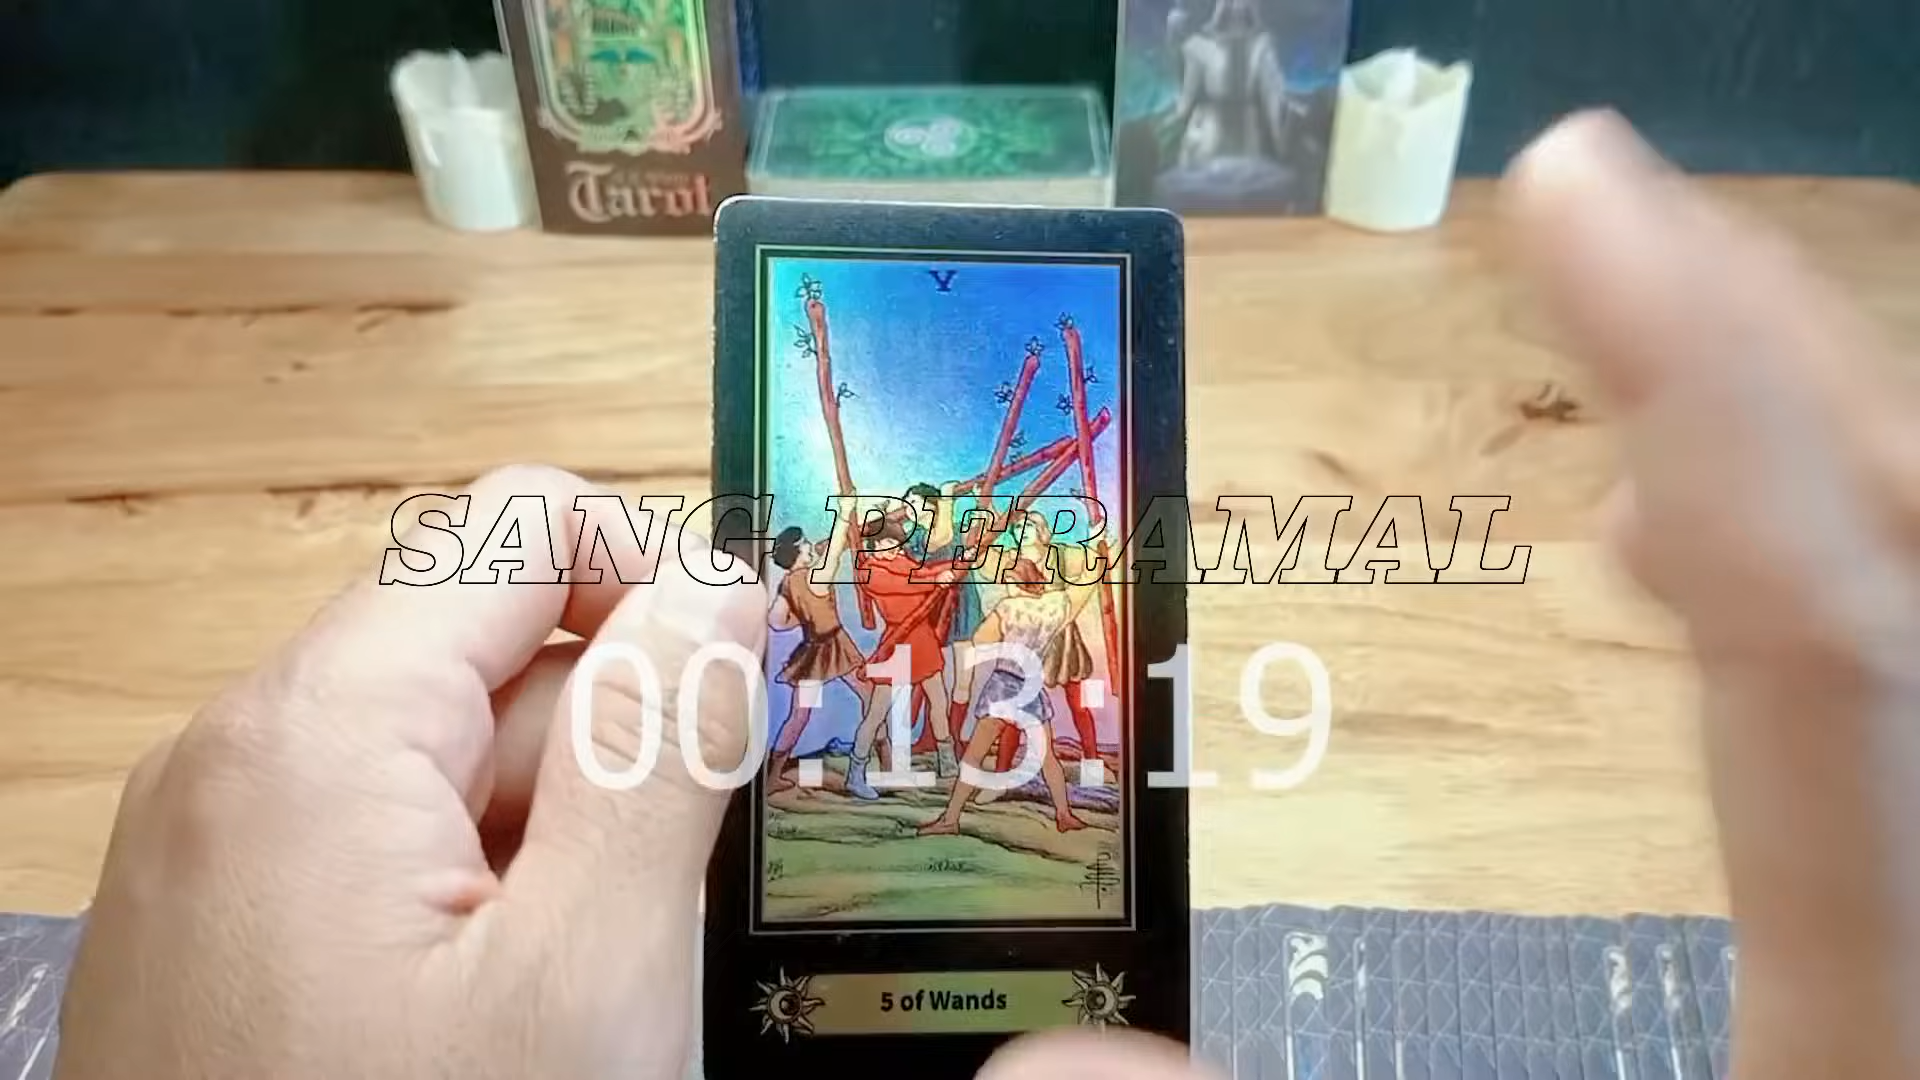 Tarot
V
SANG PERAMAL
00:13:19
5 of Wands